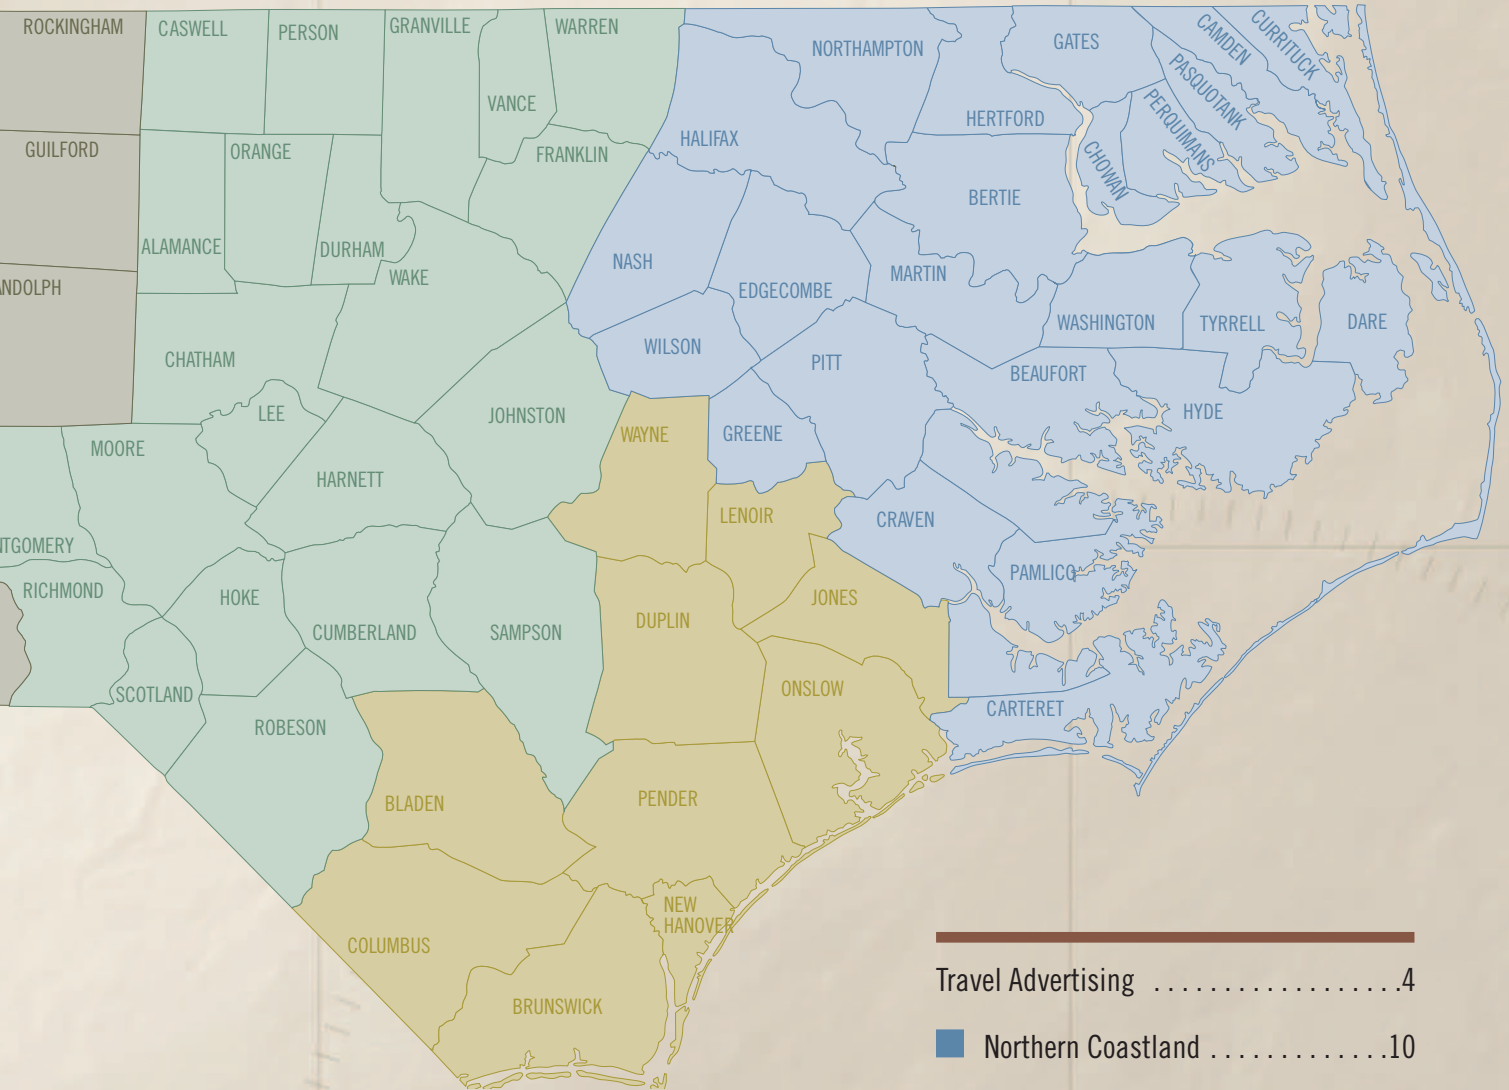 ROCKINGHAM
CASWELL
PERSON
GRANVILLE
WARREN
VANCE
NORTHAMPTON
GATES
CAMDEN
CURRITUCK
PASQUOTANK
PERQUIMANS
HERTFORD
HALIFAX
CHOWAN
GUILFORD
ORANGE
FRANKLIN
BERTIE
ALAMANCE
DURHAM
WAKE
NASH
EDGECOMBE
MARTIN
ANDOLPH
WASHINGTON
TYRRELL
DARE
CHATHAM
WILSON
PITT
BEAUFORT
LEE
JOHNSTON
HYDE
MOORE
WAYNE
GREENE
HARNETT
LENOIR
CRAVEN
NTGOMERY
PAMLICO
RICHMOND
HOKE
JONES
CUMBERLAND
SAMPSON
DUPLIN
SCOTLAND
ONSLOW
CARTERET
ROBESON
BLADEN
PENDER
NEW
HANOVER
COLUMBUS
BRUNSWICK
Travel Advertising . . . . . . . . . . . . . . . . . .4
Northern Coastland . . . . . . . . . . . . .10